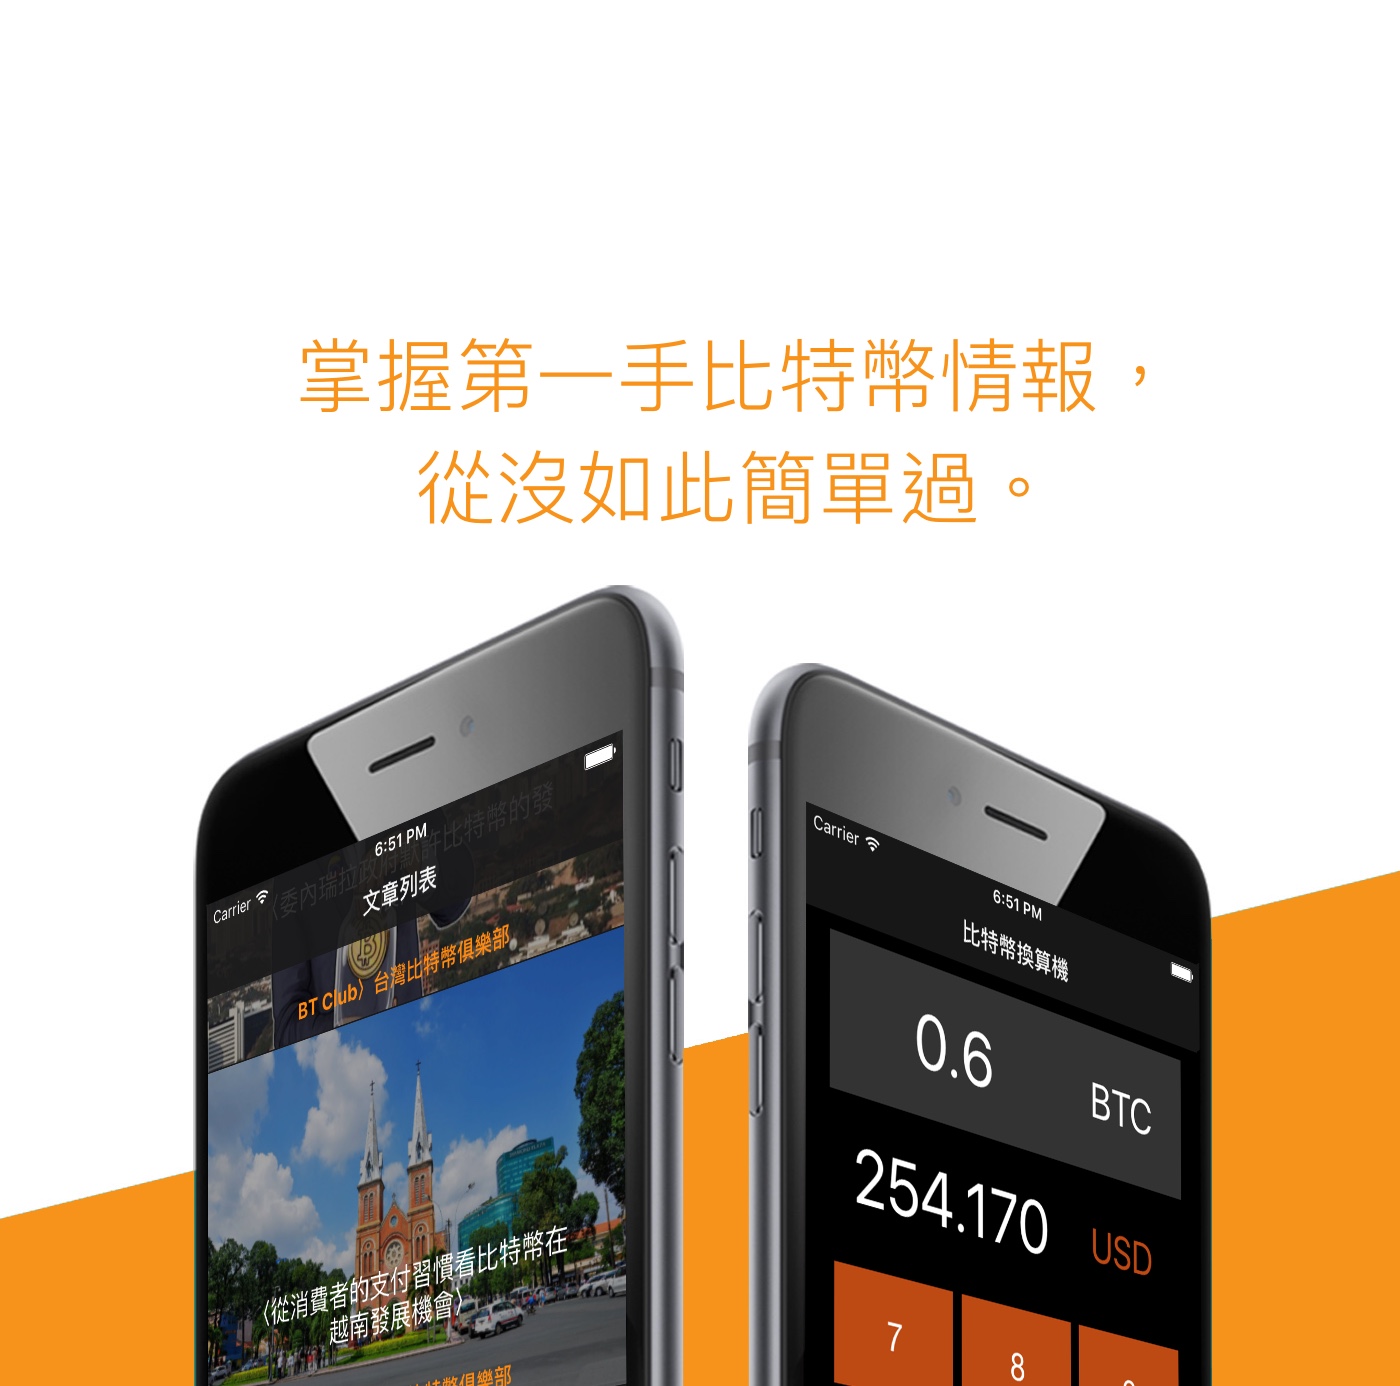 掌握第一手比特幣情報，
從沒如此簡單過。
Carrier
6:51 PM
文章列表
BT Club〉台灣比特幣俱樂部
〈從消費者的支付習慣看比特幣在
越南發展機會〉
Carrier
6:51 PM
比特幣換算機
0.6
BTC
254.170
USD
7
8